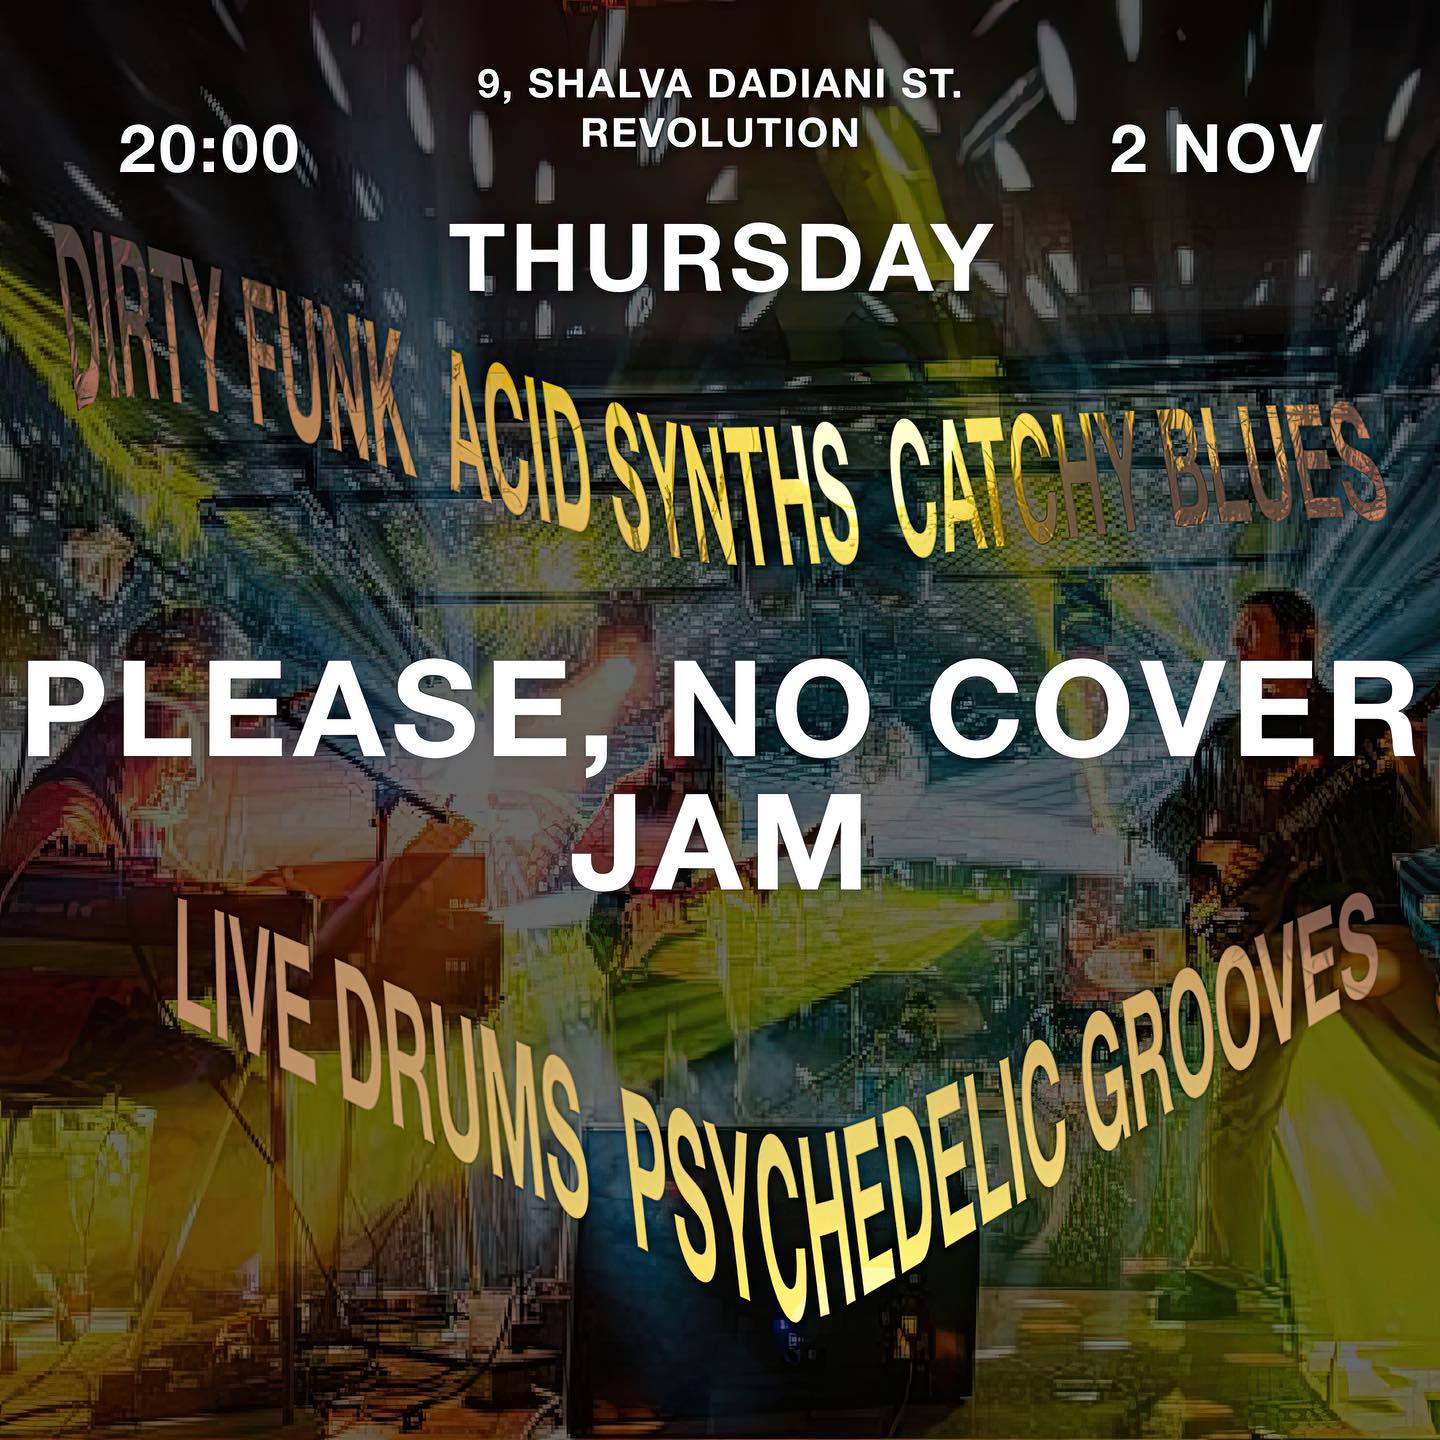 9, SHALVA DADIANI ST.
REVOLUTION
20:00
2 NOV
THURSDAY
DIRTY FUNK ACID SYNTHS CATCHY BLUES
PLEASE, NO COVER
JAM
LIVE DRUMS PSYCHEDELIC GROOVES